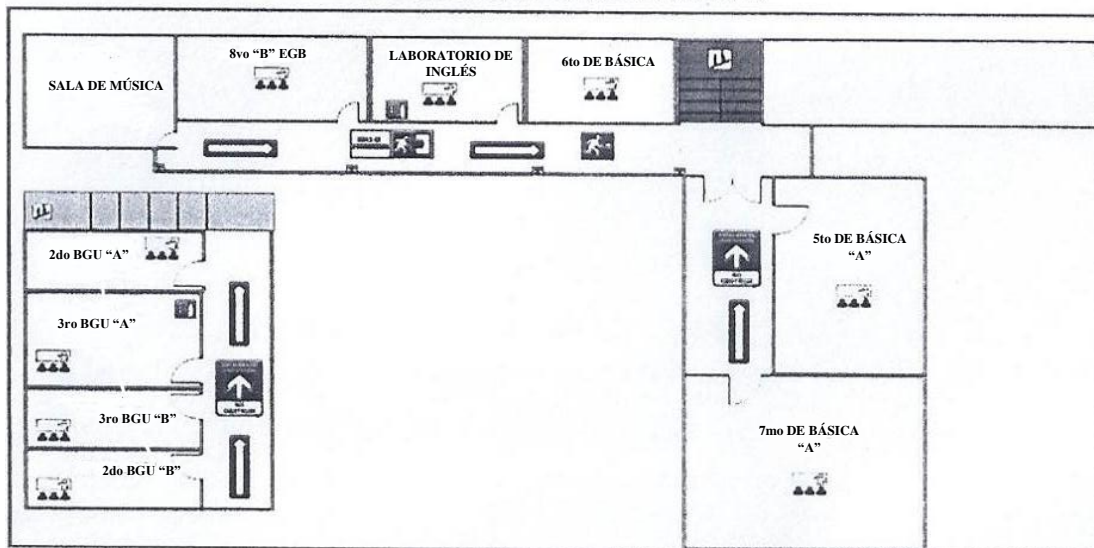 8vo “B” EGB
LABORATORIO DE
INGLÉS
6to DE BÁSICA
SALA DE MÚSICA
2do BGU “A”
3ro BGU “A”
3ro BGU “B”
2do BGU “B”
5to DE BÁSICA
“A”
7mo DE BÁSICA
“A”